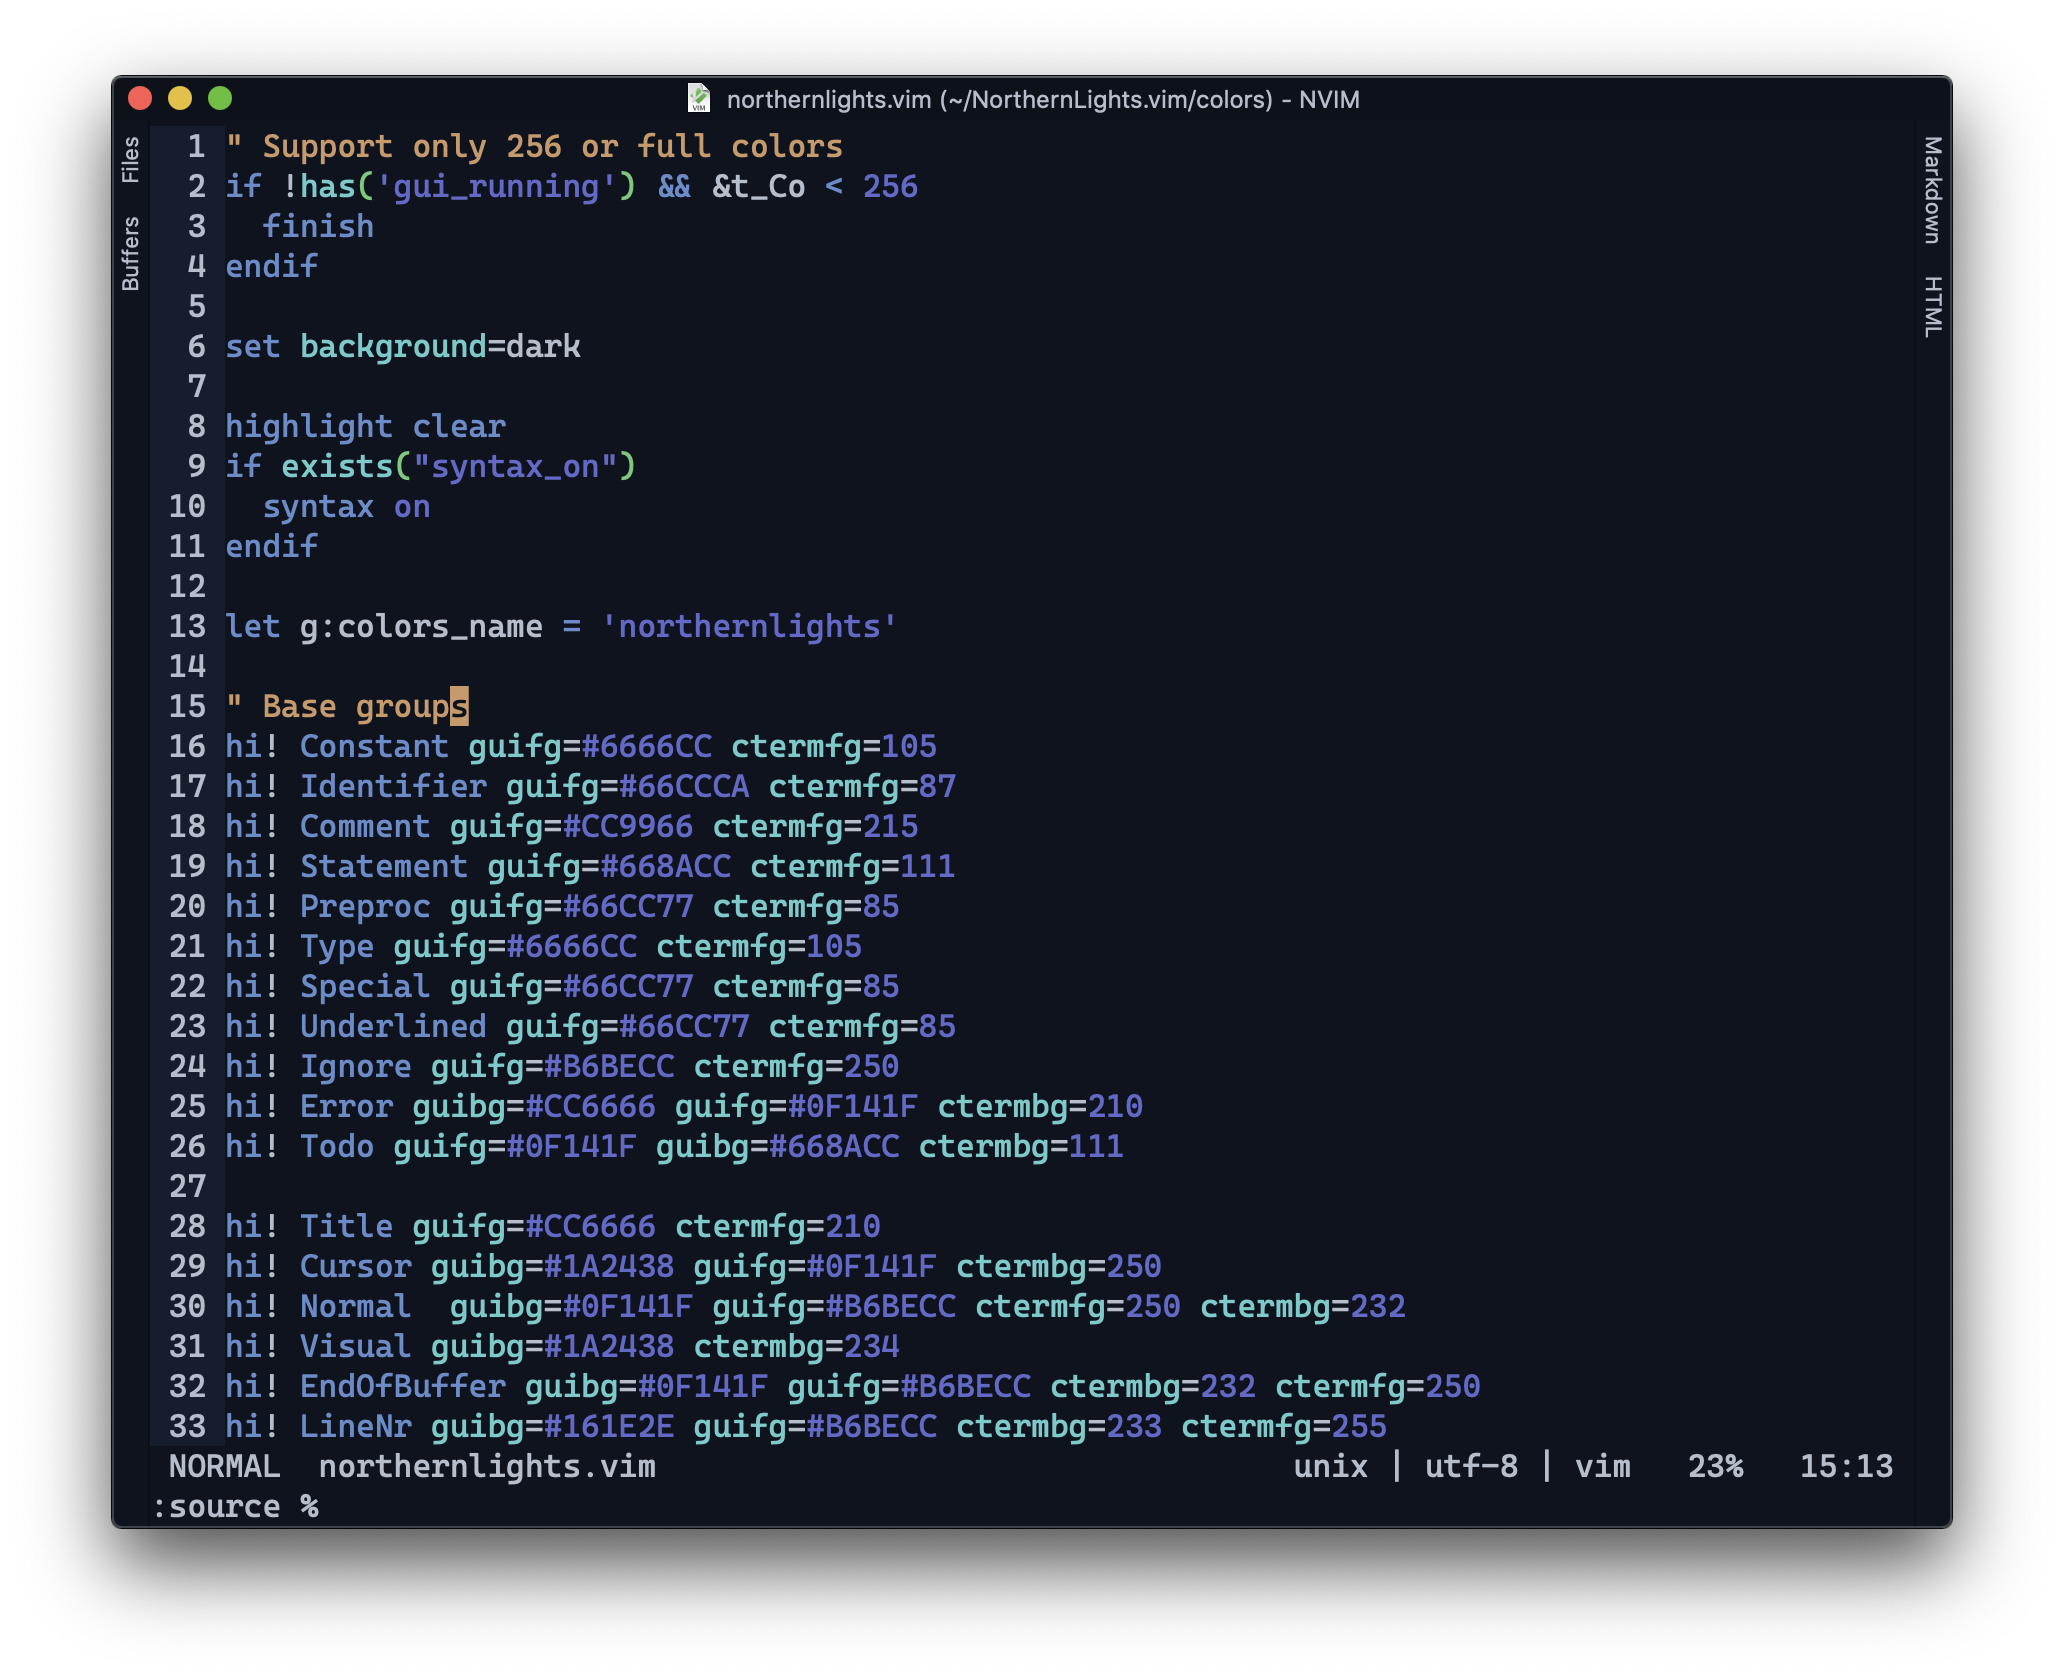 northernlights.vim (~/NorthernLights.vim/colors) - NVIM
Files
Buffers
1 " Support only 256 or full colors
2 if !has('gui_running') && &t_Co < 256
3   finish
4 endif
5
6 set background=dark
7
8 highlight clear
9 if exists("syntax_on")
10   syntax on
11 endif
12
13 let g:colors_name = 'northernlights'
14
15 " Base groups
16 hi! Constant guifg=#6666CC ctermfg=105
17 hi! Identifier guifg=#66CCCA ctermfg=87
18 hi! Comment guifg=#CC9966 ctermfg=215
19 hi! Statement guifg=#668ACC ctermfg=111
20 hi! Preproc guifg=#66CC77 ctermfg=85
21 hi! Type guifg=#6666CC ctermfg=105
22 hi! Special guifg=#66CC77 ctermfg=85
23 hi! Underlined guifg=#66CC77 ctermfg=85
24 hi! Ignore guifg=#B6BECC ctermfg=250
25 hi! Error guibg=#CC6666 guifg=#0F141F ctermbg=210
26 hi! Todo guifg=#0F141F guibg=#668ACC ctermbg=111
27
28 hi! Title guifg=#CC6666 ctermfg=210
29 hi! Cursor guibg=#1A2438 guifg=#0F141F ctermbg=250
30 hi! Normal  guibg=#0F141F guifg=#B6BECC ctermfg=250 ctermbg=232
31 hi! Visual guibg=#1A2438 ctermbg=234
32 hi! EndOfBuffer guibg=#0F141F guifg=#B6BECC ctermbg=232 ctermfg=250
33 hi! LineNr guibg=#161E2E guifg=#B6BECC ctermbg=233 ctermfg=255
NORMAL  northernlights.vim unix | utf-8 | vim  23%  15:13
:source %
Markdown
HTML
VIM